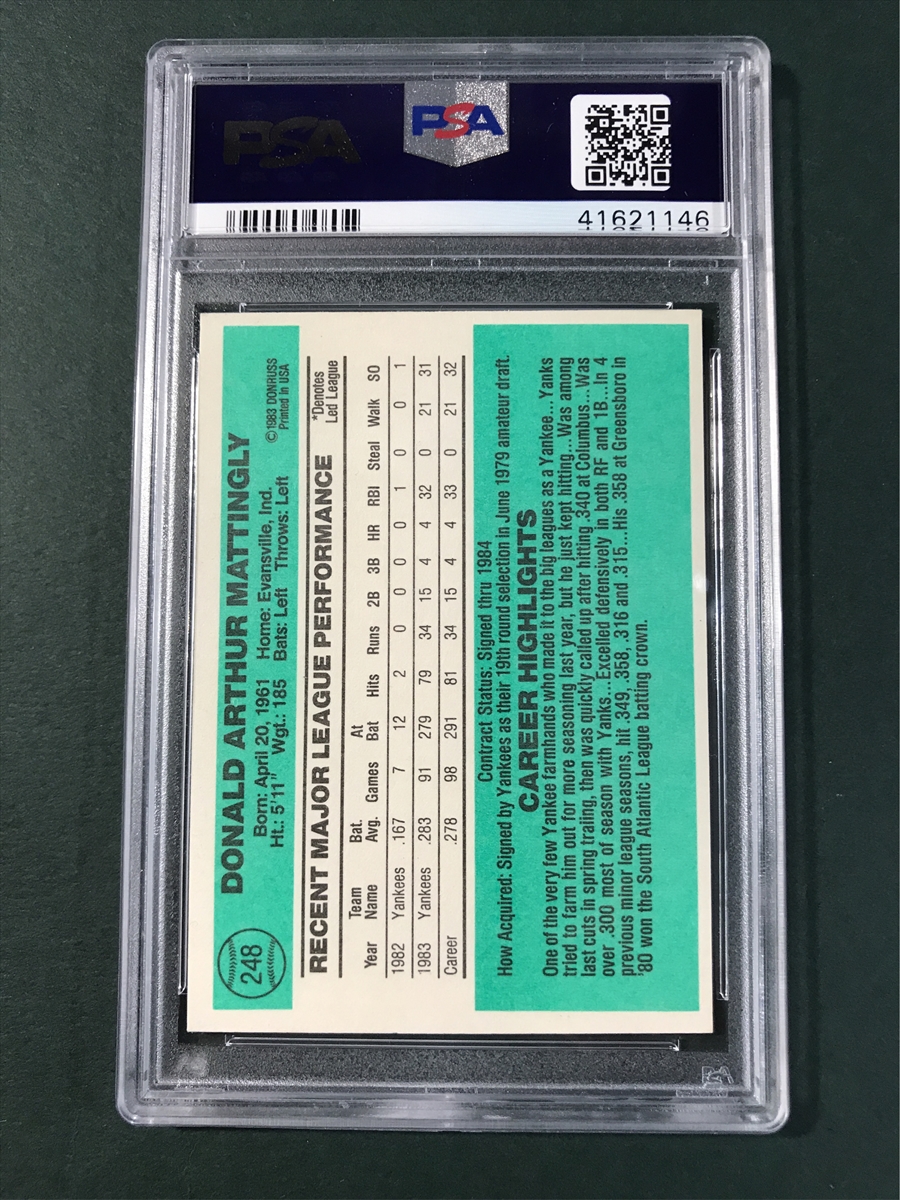 PSA
PSA
41621146
248
DONALD ARTHUR MATTINGLY
Born: April 20, 1961 Home: Evansville, Ind.
Ht.: 5'11" Wgt.: 185 Bats: Left Throws: Left
©1983 DONRUSS
Printed in USA
RECENT MAJOR LEAGUE PERFORMANCE
*Denotes
Led League
Year Team Name Bat. Avg. Games At Bat Hits Runs 2B 3B HR RBI Steal Walk SO
1982 Yankees .167 7 12 2 0 0 0 0 1 0 0 1
1983 Yankees .283 91 279 79 34 15 4 4 32 0 21 31
Career .278 98 291 81 34 15 4 4 33 0 21 32
Contract Status: Signed thru 1984
How Acquired: Signed by Yankees as their 19th round selection in June 1979 amateur draft.
CAREER HIGHLIGHTS
One of the very few Yankee farmhands who made it to the big leagues as a Yankee...Yanks
tried to farm him out for more seasoning last year, but he just kept hitting...Was among
last cuts in spring traling, then was quickly called up after hitting .340 at Columbus...Was
over .300 most of season with Yanks...Excelled defensively in both RF and 1B....In 4
previous minor league seasons, hit .349, .358, .316 and .315....His .358 at Greensboro in
'80 won the South Atlantic League batting crown.